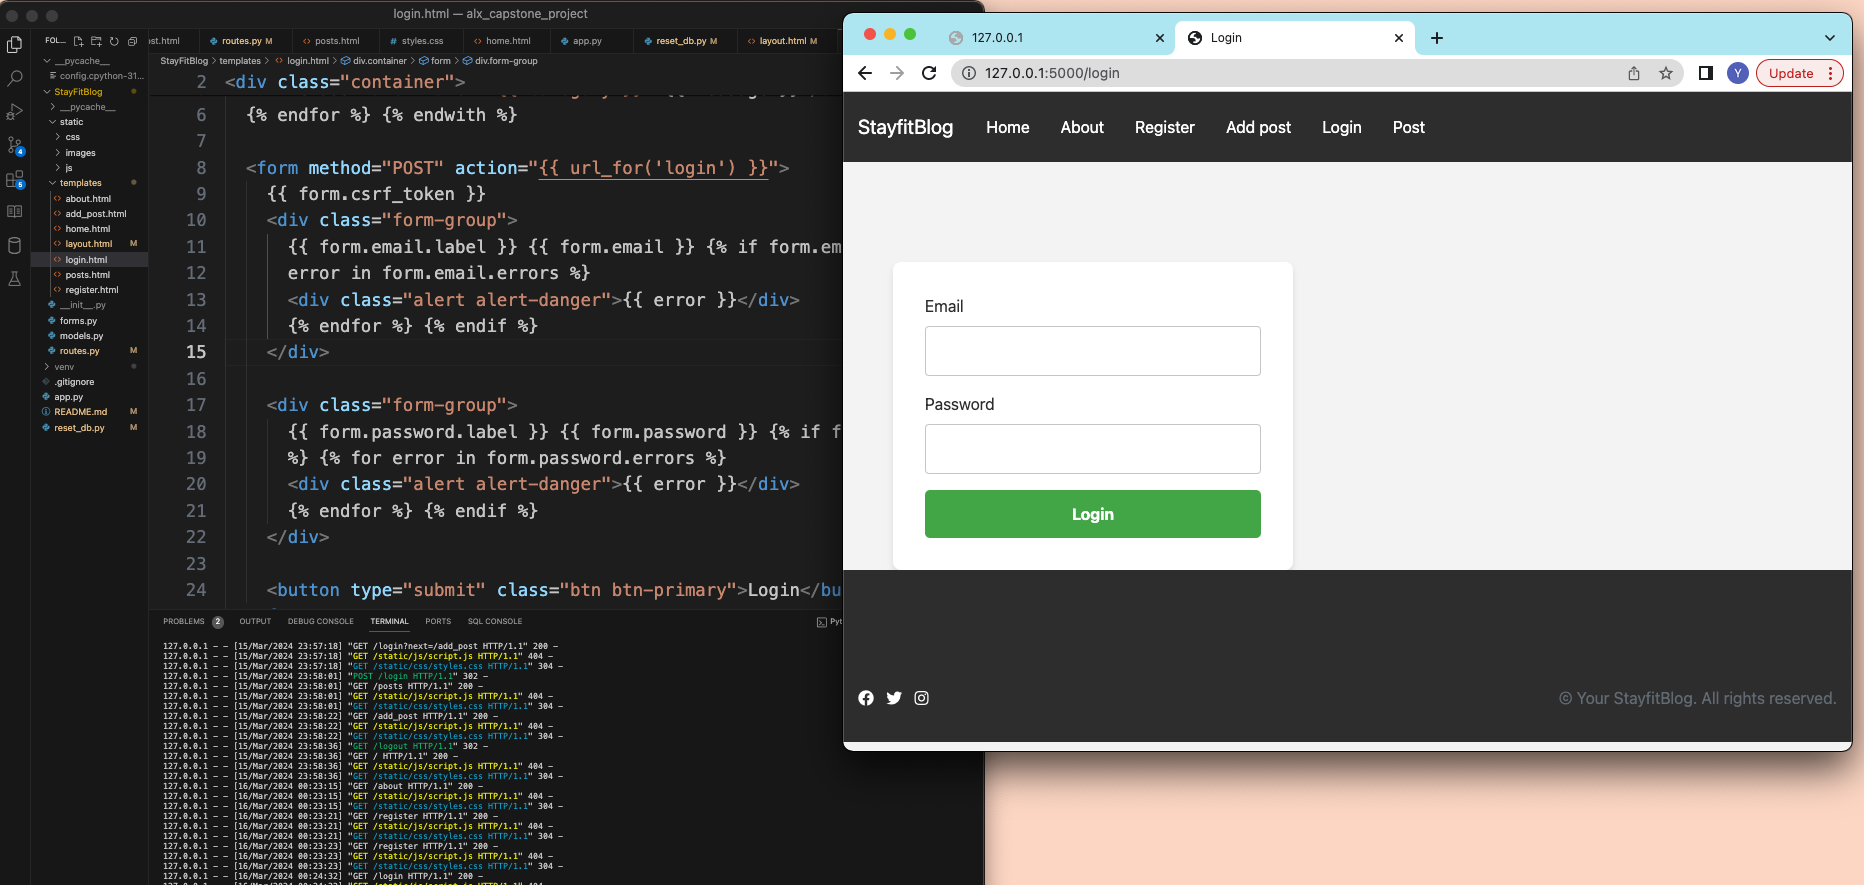 login.html — alx_capstone_project
FOL...
ost.html
routes.py M
posts.html
# styles.css
home.html
app.py
reset_db.py M
layout.html M
StayFitBlog > templates > login.html > div.container > form > div.form-group
__pycache__
config.cpython-31...
StayFitBlog
__pycache__
static
css
images
js
templates
about.html
add_post.html
home.html
layout.html M
login.html
posts.html
register.html
__init__.py
forms.py
models.py
routes.py M
venv
.gitignore
app.py
README.md M
reset_db.py M
4
5
2 <div class="container">
6 {% endfor %} {% endwith %}
7
8 <form method="POST" action="{{ url_for('login') }}">
9 {{ form.csrf_token }}
10 <div class="form-group">
11 {{ form.email.label }} {{ form.email }} {% if form.em
12 error in form.email.errors %}
13 <div class="alert alert-danger">{{ error }}</div>
14 {% endfor %} {% endif %}
15 </div>
16
17 <div class="form-group">
18 {{ form.password.label }} {{ form.password }} {% if f
19 %} {% for error in form.password.errors %}
20 <div class="alert alert-danger">{{ error }}</div>
21 {% endfor %} {% endif %}
22 </div>
23
24 <button type="submit" class="btn btn-primary">Login</bu
PROBLEMS 2 OUTPUT DEBUG CONSOLE TERMINAL PORTS SQL CONSOLE
Pyt
127.0.0.1 - - [15/Mar/2024 23:57:18] "GET /login?next=/add_post HTTP/1.1" 200 -
127.0.0.1 - - [15/Mar/2024 23:57:18] "GET /static/js/script.js HTTP/1.1" 404 -
127.0.0.1 - - [15/Mar/2024 23:57:18] "GET /static/css/styles.css HTTP/1.1" 304 -
127.0.0.1 - - [15/Mar/2024 23:58:01] "POST /login HTTP/1.1" 302 -
127.0.0.1 - - [15/Mar/2024 23:58:01] "GET /posts HTTP/1.1" 200 -
127.0.0.1 - - [15/Mar/2024 23:58:01] "GET /static/js/script.js HTTP/1.1" 404 -
127.0.0.1 - - [15/Mar/2024 23:58:01] "GET /static/css/styles.css HTTP/1.1" 304 -
127.0.0.1 - - [15/Mar/2024 23:58:22] "GET /add_post HTTP/1.1" 200 -
127.0.0.1 - - [15/Mar/2024 23:58:22] "GET /static/js/script.js HTTP/1.1" 404 -
127.0.0.1 - - [15/Mar/2024 23:58:22] "GET /static/css/styles.css HTTP/1.1" 304 -
127.0.0.1 - - [15/Mar/2024 23:58:36] "GET /logout HTTP/1.1" 302 -
127.0.0.1 - - [15/Mar/2024 23:58:36] "GET / HTTP/1.1" 200 -
127.0.0.1 - - [15/Mar/2024 23:58:36] "GET /static/js/script.js HTTP/1.1" 404 -
127.0.0.1 - - [15/Mar/2024 23:58:36] "GET /static/css/styles.css HTTP/1.1" 304 -
127.0.0.1 - - [16/Mar/2024 00:23:15] "GET /about HTTP/1.1" 200 -
127.0.0.1 - - [16/Mar/2024 00:23:15] "GET /static/js/script.js HTTP/1.1" 404 -
127.0.0.1 - - [16/Mar/2024 00:23:15] "GET /static/css/styles.css HTTP/1.1" 304 -
127.0.0.1 - - [16/Mar/2024 00:23:21] "GET /register HTTP/1.1" 200 -
127.0.0.1 - - [16/Mar/2024 00:23:21] "GET /static/js/script.js HTTP/1.1" 404 -
127.0.0.1 - - [16/Mar/2024 00:23:21] "GET /static/css/styles.css HTTP/1.1" 304 -
127.0.0.1 - - [16/Mar/2024 00:23:23] "GET /register HTTP/1.1" 200 -
127.0.0.1 - - [16/Mar/2024 00:23:23] "GET /static/js/script.js HTTP/1.1" 404 -
127.0.0.1 - - [16/Mar/2024 00:23:23] "GET /static/css/styles.css HTTP/1.1" 304 -
127.0.0.1 - - [16/Mar/2024 00:24:32] "GET /login HTTP/1.1" 200 -
127.0.0.1
Login
127.0.0.1:5000/login
Y
Update
StayfitBlog Home About Register Add post Login Post
Email
Password
Login
© Your StayfitBlog. All rights reserved.